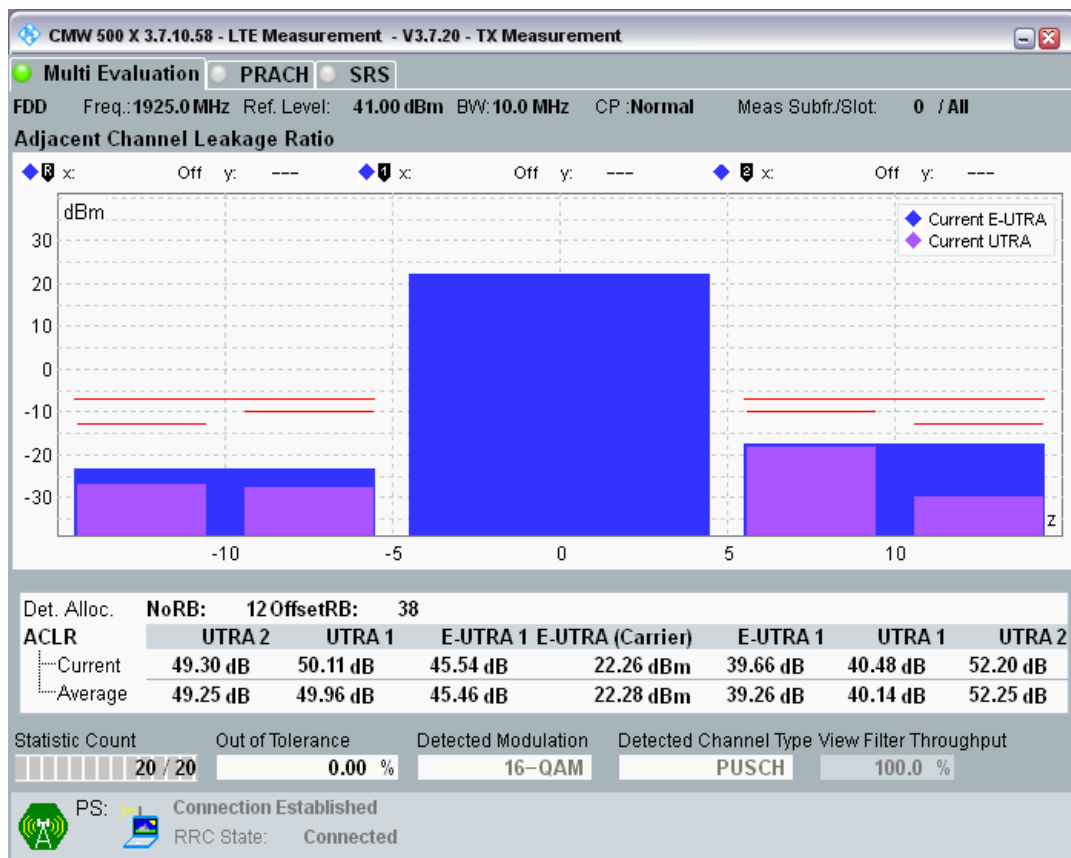 CMW 500 X 3.7.10.58 - LTE Measurement - V3.7.20 - TX Measurement
Multi Evaluation PRACH SRS
FDD Freq.: 1925.0 MHz Ref. Level: 41.00 dBm BW: 10.0 MHz CP :Normal Meas Subfr./Slot: 0 / All
Adjacent Channel Leakage Ratio
R x: Off y: --- 1 x: Off y: --- 2 x: Off y: ---
dBm
Current E-UTRA
Current UTRA
30
20
10
0
-10
-20
-30
z
-10 -5 0 5 10
Det. Alloc. NoRB: 12 OffsetRB: 38
ACLR UTRA 2 UTRA 1 E-UTRA 1 E-UTRA (Carrier) E-UTRA 1 UTRA 1 UTRA 2
Current 49.30 dB 50.11 dB 45.54 dB 22.26 dBm 39.66 dB 40.48 dB 52.20 dB
Average 49.25 dB 49.96 dB 45.46 dB 22.28 dBm 39.26 dB 40.14 dB 52.25 dB
Statistic Count Out of Tolerance Detected Modulation Detected Channel Type View Filter Throughput
20 / 20 0.00 % 16-QAM PUSCH 100.0 %
PS: Connection Established
RRC State: Connected